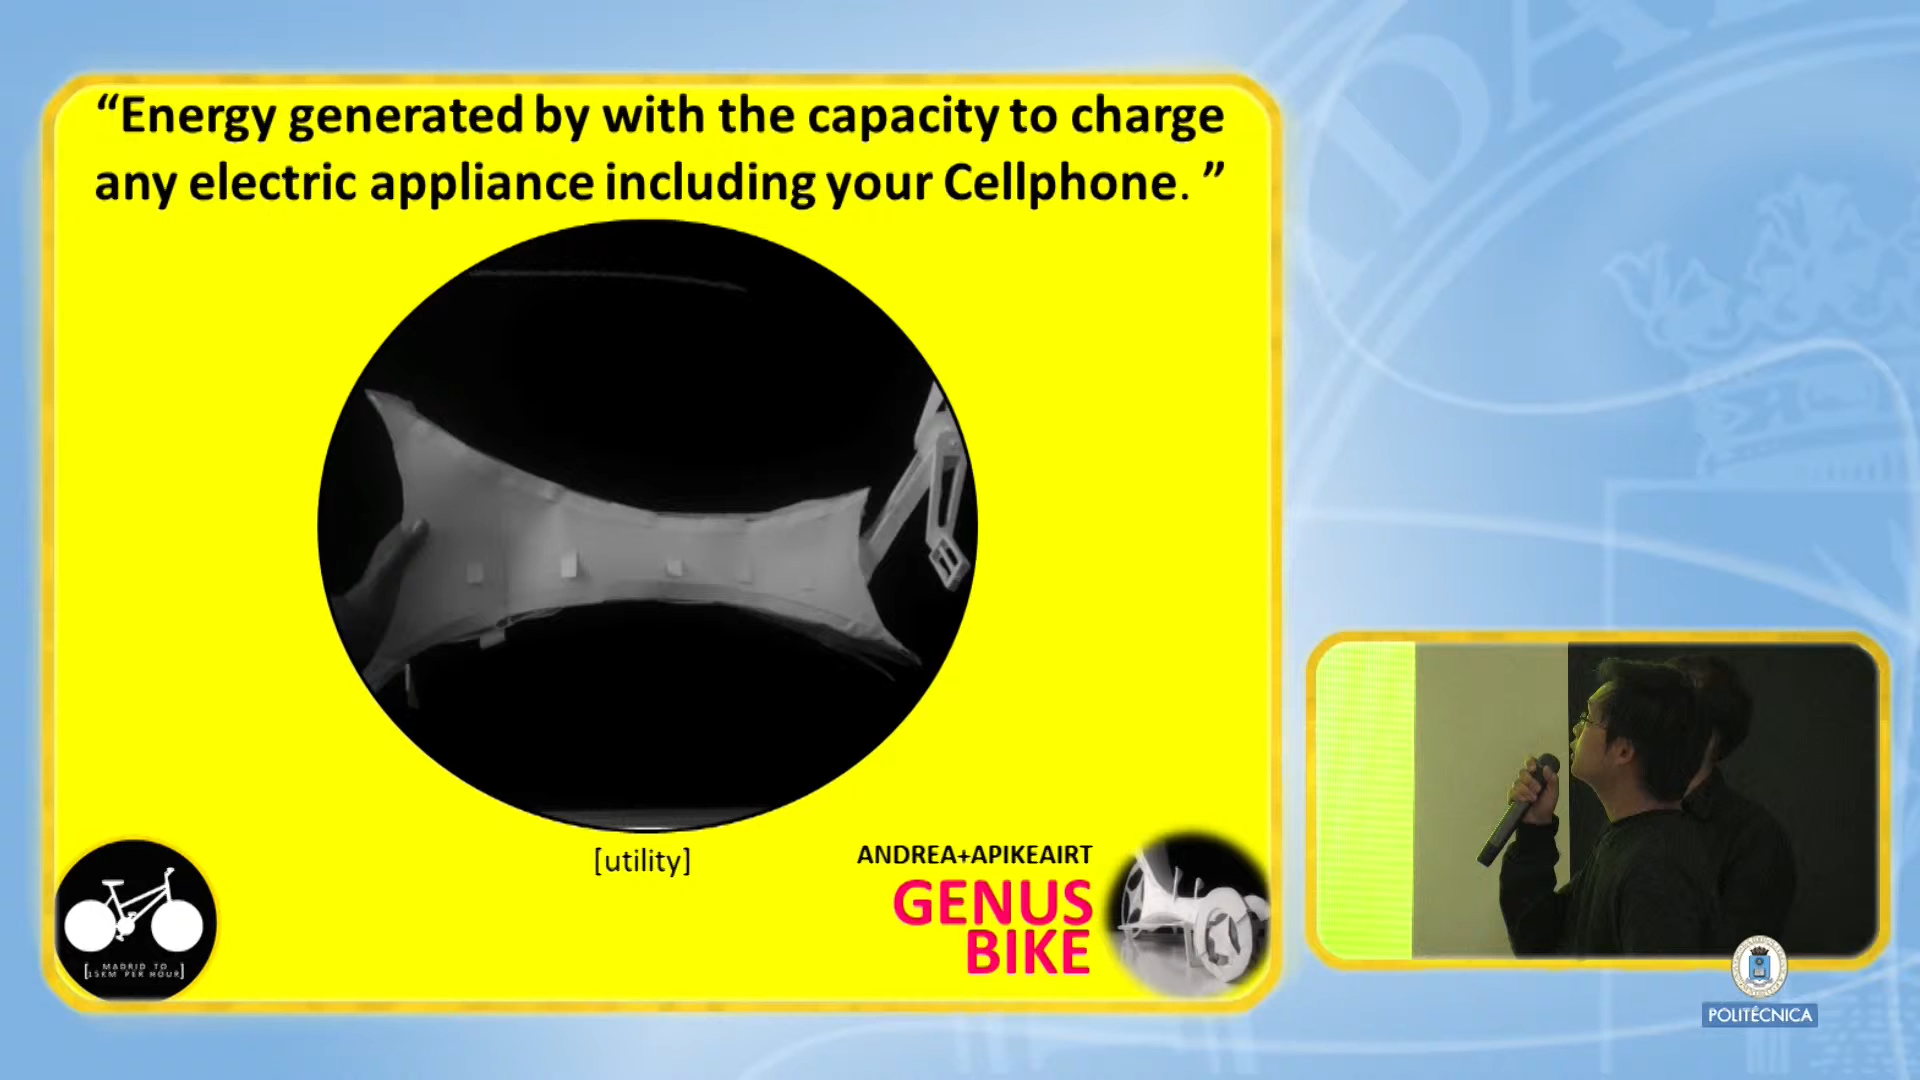 “Energy generated by with the capacity to charge
any electric appliance including your Cellphone. ”
[utility]
ANDREA+APIKEAIRT
GENUS
BIKE
MADRID TO
[15KM PER HOUR]
POLITÉCNICA